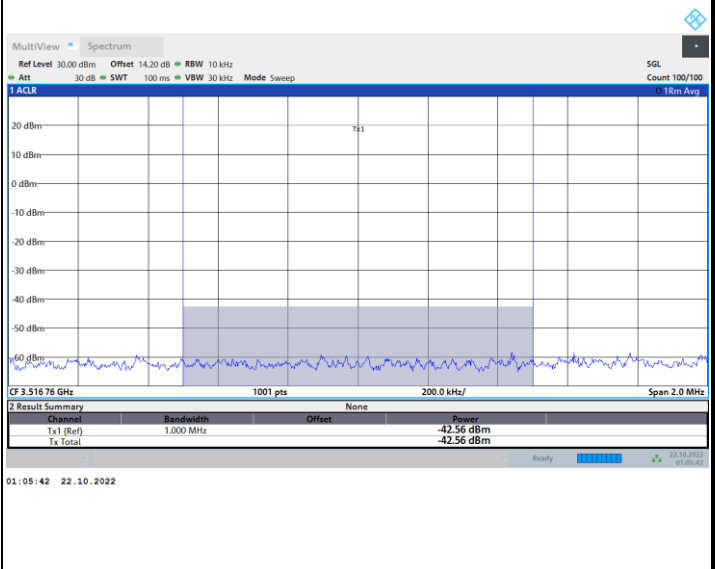 MultiView Spectrum
Ref Level 30.00 dBm Offset 14.20 dB RBW 10 kHz SGL
Att 30 dB SWT 100 ms VBW 30 kHz Mode Sweep Count 100/100
1 ACLR 1Rm Avg
Tx1
20 dBm
10 dBm
0 dBm
-10 dBm
-20 dBm
-30 dBm
-40 dBm
-50 dBm
-60 dBm
CF 3.516 76 GHz 1001 pts 200.0 kHz/ Span 2.0 MHz
2 Result Summary None
Channel Bandwidth Offset Power
Tx1 (Ref) 1.000 MHz -42.56 dBm
Tx Total -42.56 dBm
Ready 22.10.2022
01:05:42
01:05:42 22.10.2022